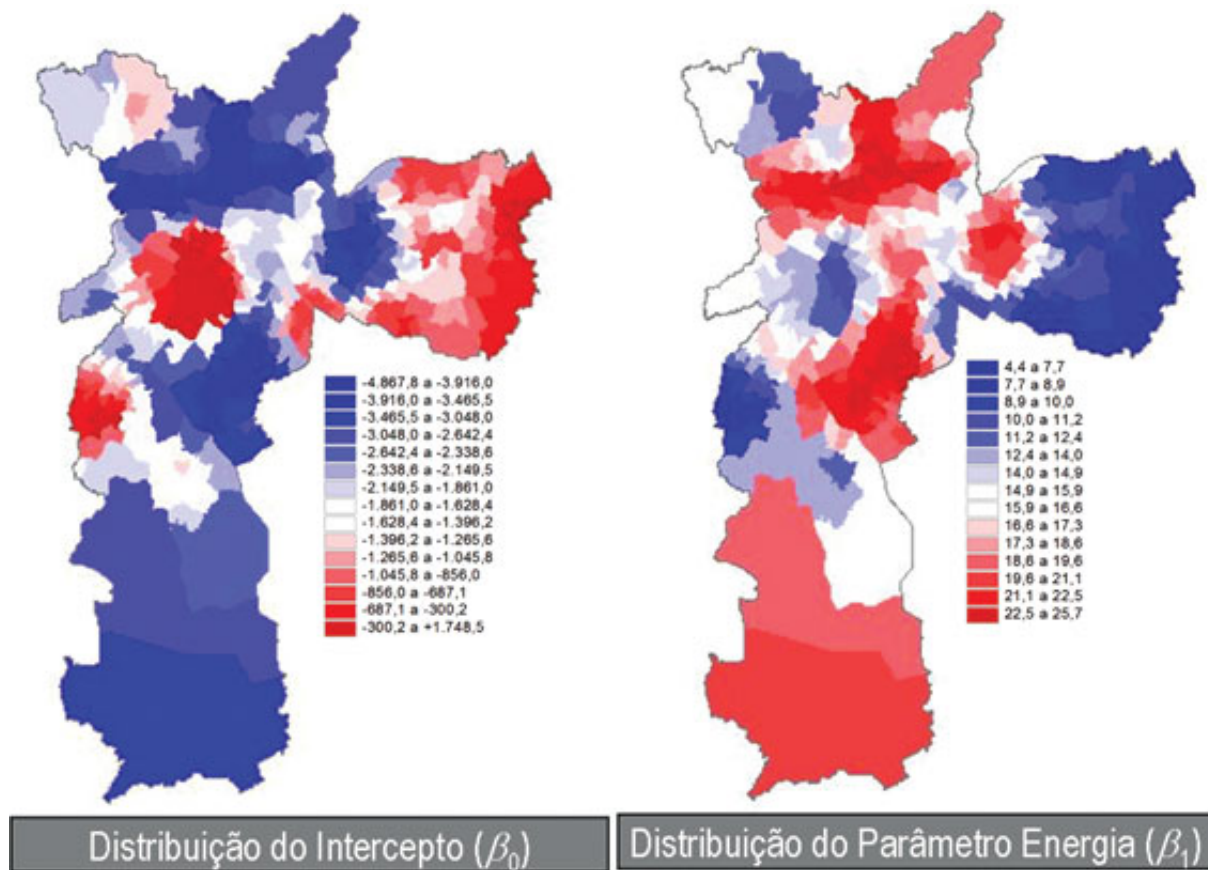 -4.867,8 a -3.916,0
-3.916,0 a -3.465,5
-3.465,5 a -3.048,0
-3.048,0 a -2.642,4
-2.642,4 a -2.338,6
-2.338,6 a -2.149,5
-2.149,5 a -1.861,0
-1.861,0 a -1.628,4
-1.628,4 a -1.396,2
-1.396,2 a -1.265,6
-1.265,6 a -1.045,8
-1.045,8 a -856,0
-856,0 a -687,1
-687,1 a -300,2
-300,2 a +1.748,5
Distribuição do Intercepto (β₀)
4,4 a 7,7
7,7 a 8,9
8,9 a 10,0
10,0 a 11,2
11,2 a 12,4
12,4 a 14,0
14,0 a 14,9
14,9 a 15,9
15,9 a 16,6
16,6 a 17,3
17,3 a 18,6
18,6 a 19,6
19,6 a 21,1
21,1 a 22,5
22,5 a 25,7
Distribuição do Parâmetro Energia (β₁)